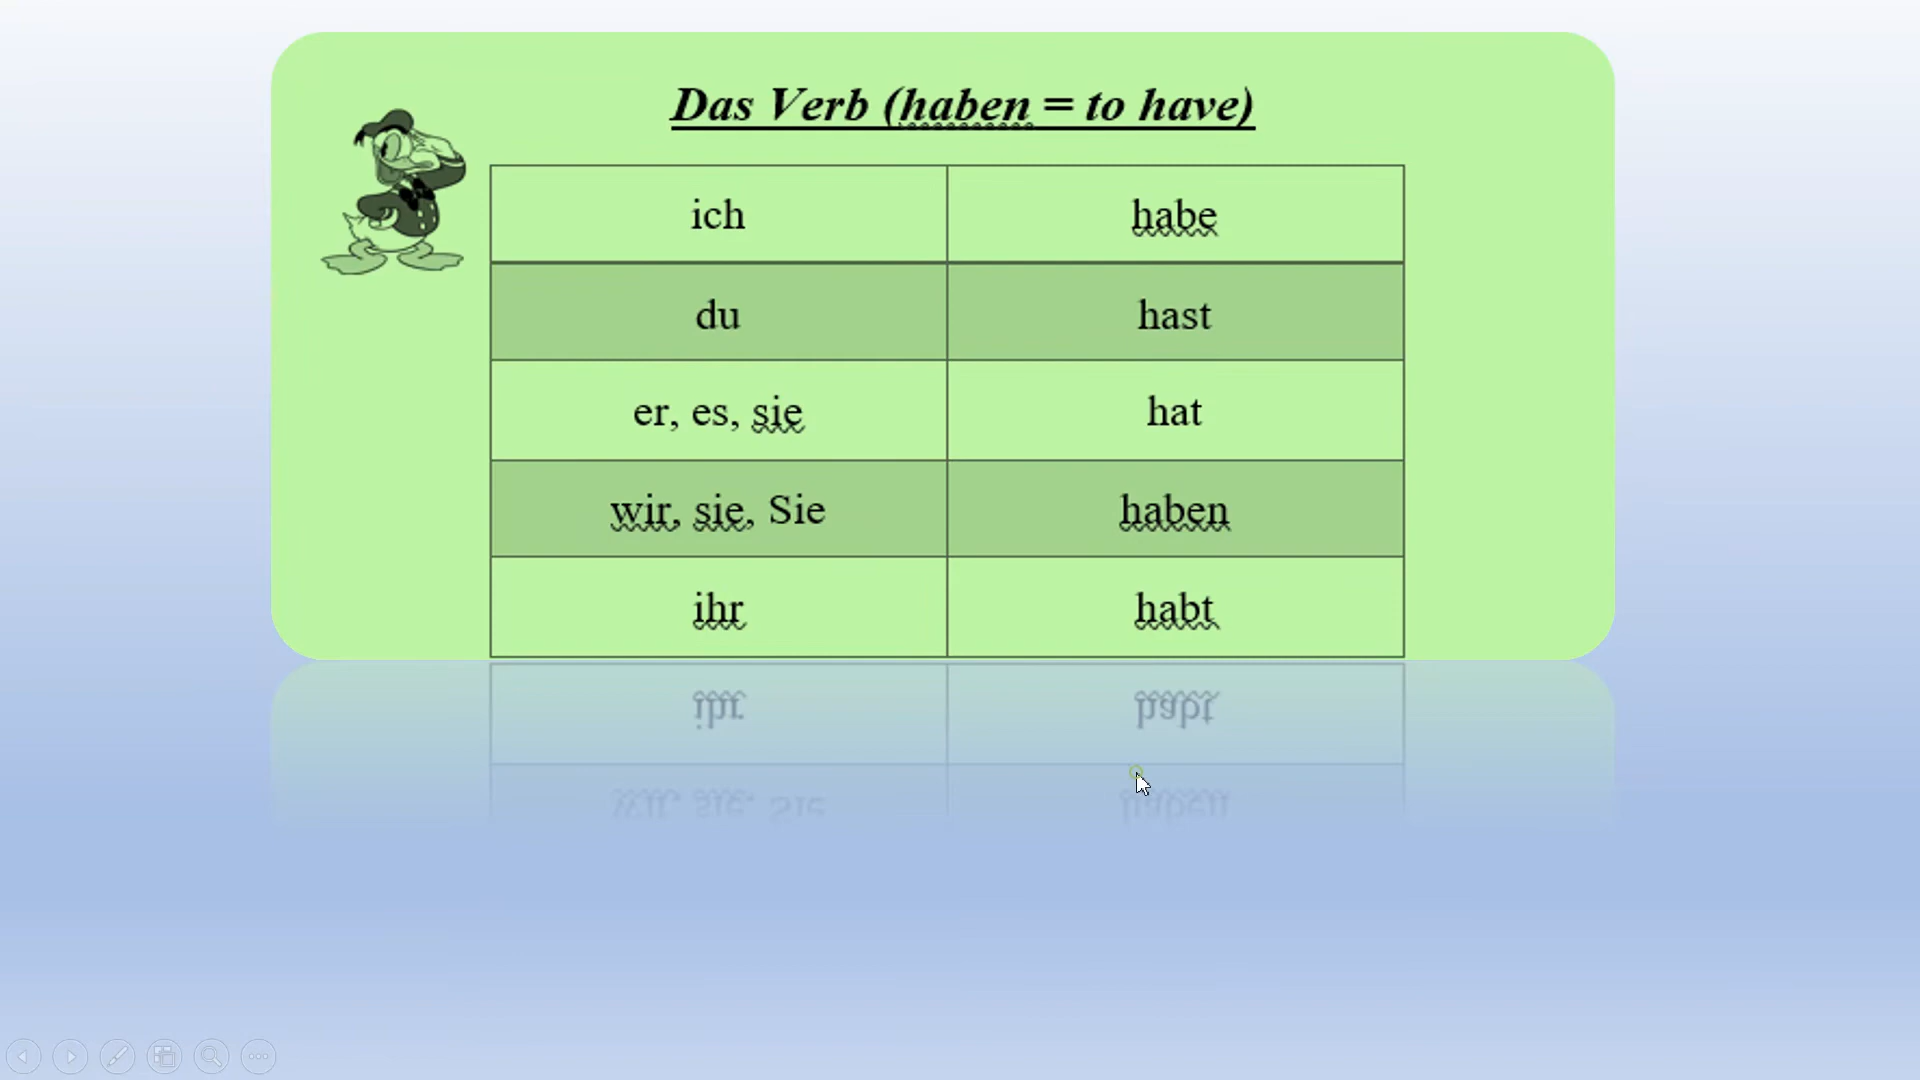 Das Verb (haben = to have)
ich habe
du hast
er, es, sie hat
wir, sie, Sie haben
ihr habt